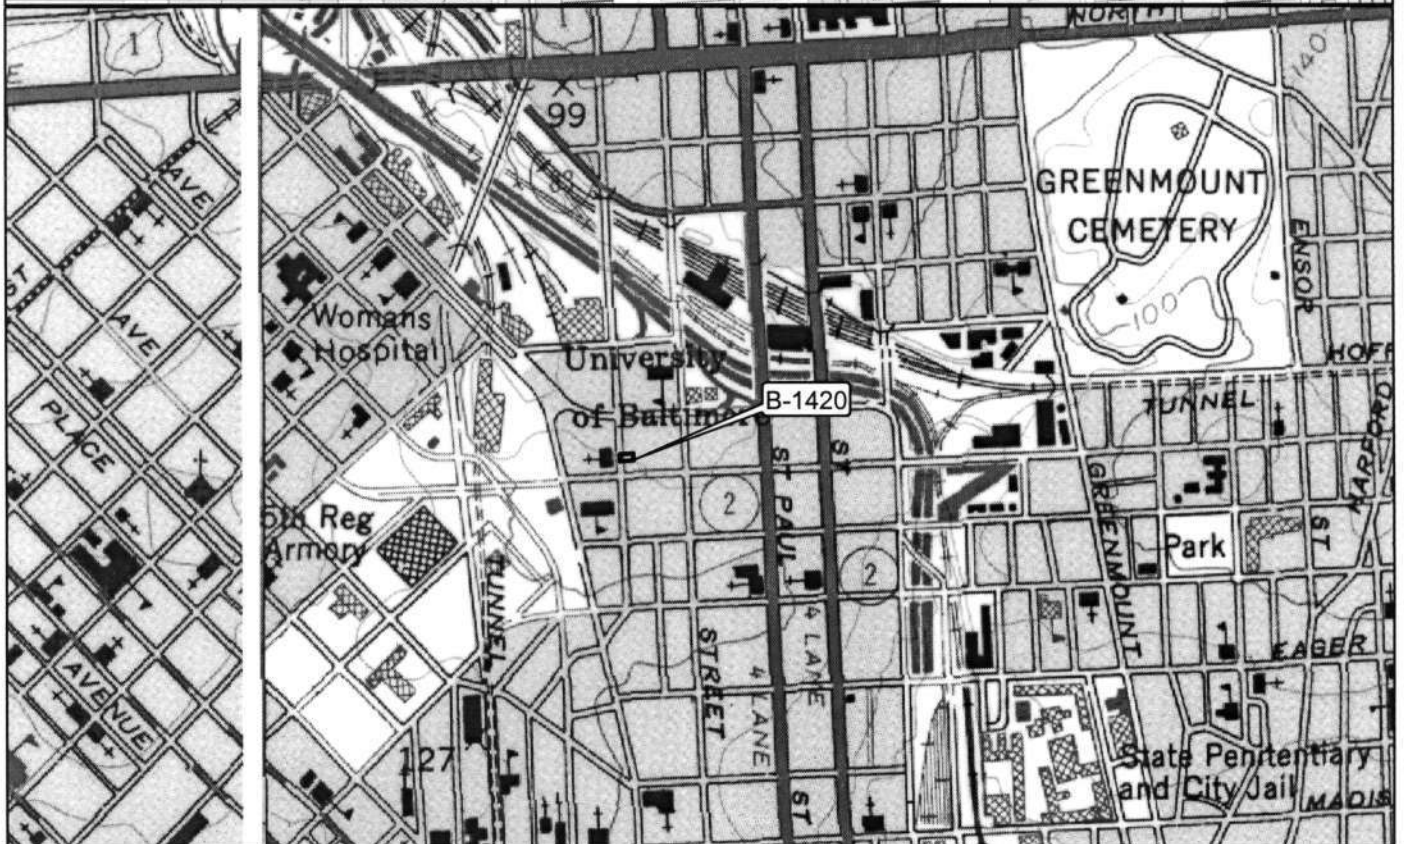 NORTH
1
1
E
99
140
AVE
GREENMOUNT
CEMETERY
ENSOR
ST
AVE
100
Womans
Hospital
University
of Baltimore
B-1420
HOFF
TUNNEL
PLACE
HARFORD
ST PAUL
ST
2
GREENMOUNT
5th Reg
Armory
ST
Park
2
TUNNEL
4 LANE
STREET
4 LANE
EAGER
AVENUE
127
State Penitentiary
and City Jail
MADIS
ST